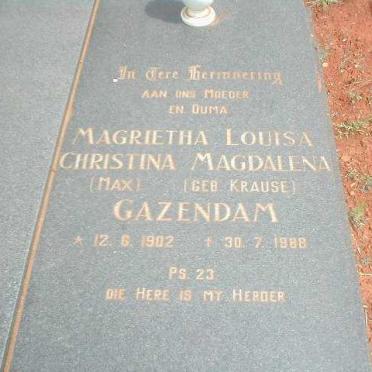 In Tere Herinnering
AAN ONS MOEDER
EN OUMA
MAGRIETHA LOUISA
CHRISTINA MAGDALENA
(MAX) (GEB KRAUSE)
GAZENDAM
* 12. 6. 1902 † 30. 7. 1988
PS. 23
DIE HERE IS MY HERDER